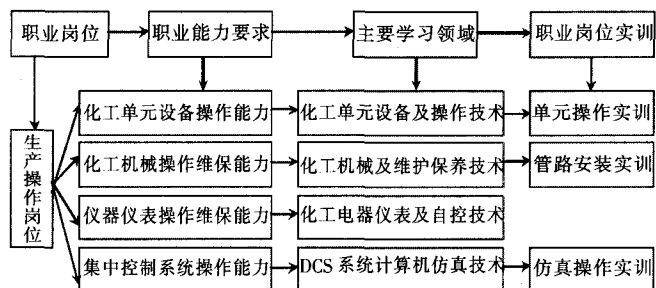 职业岗位
职业能力要求
主要学习领域
职业岗位实训
生产操作岗位
化工单元设备操作能力
化工单元设备及操作技术
单元操作实训
化工机械操作维保能力
化工机械及维护保养技术
管路安装实训
仪器仪表操作维保能力
化工电器仪表及自控技术
集中控制系统操作能力
DCS系统计算机仿真技术
仿真操作实训